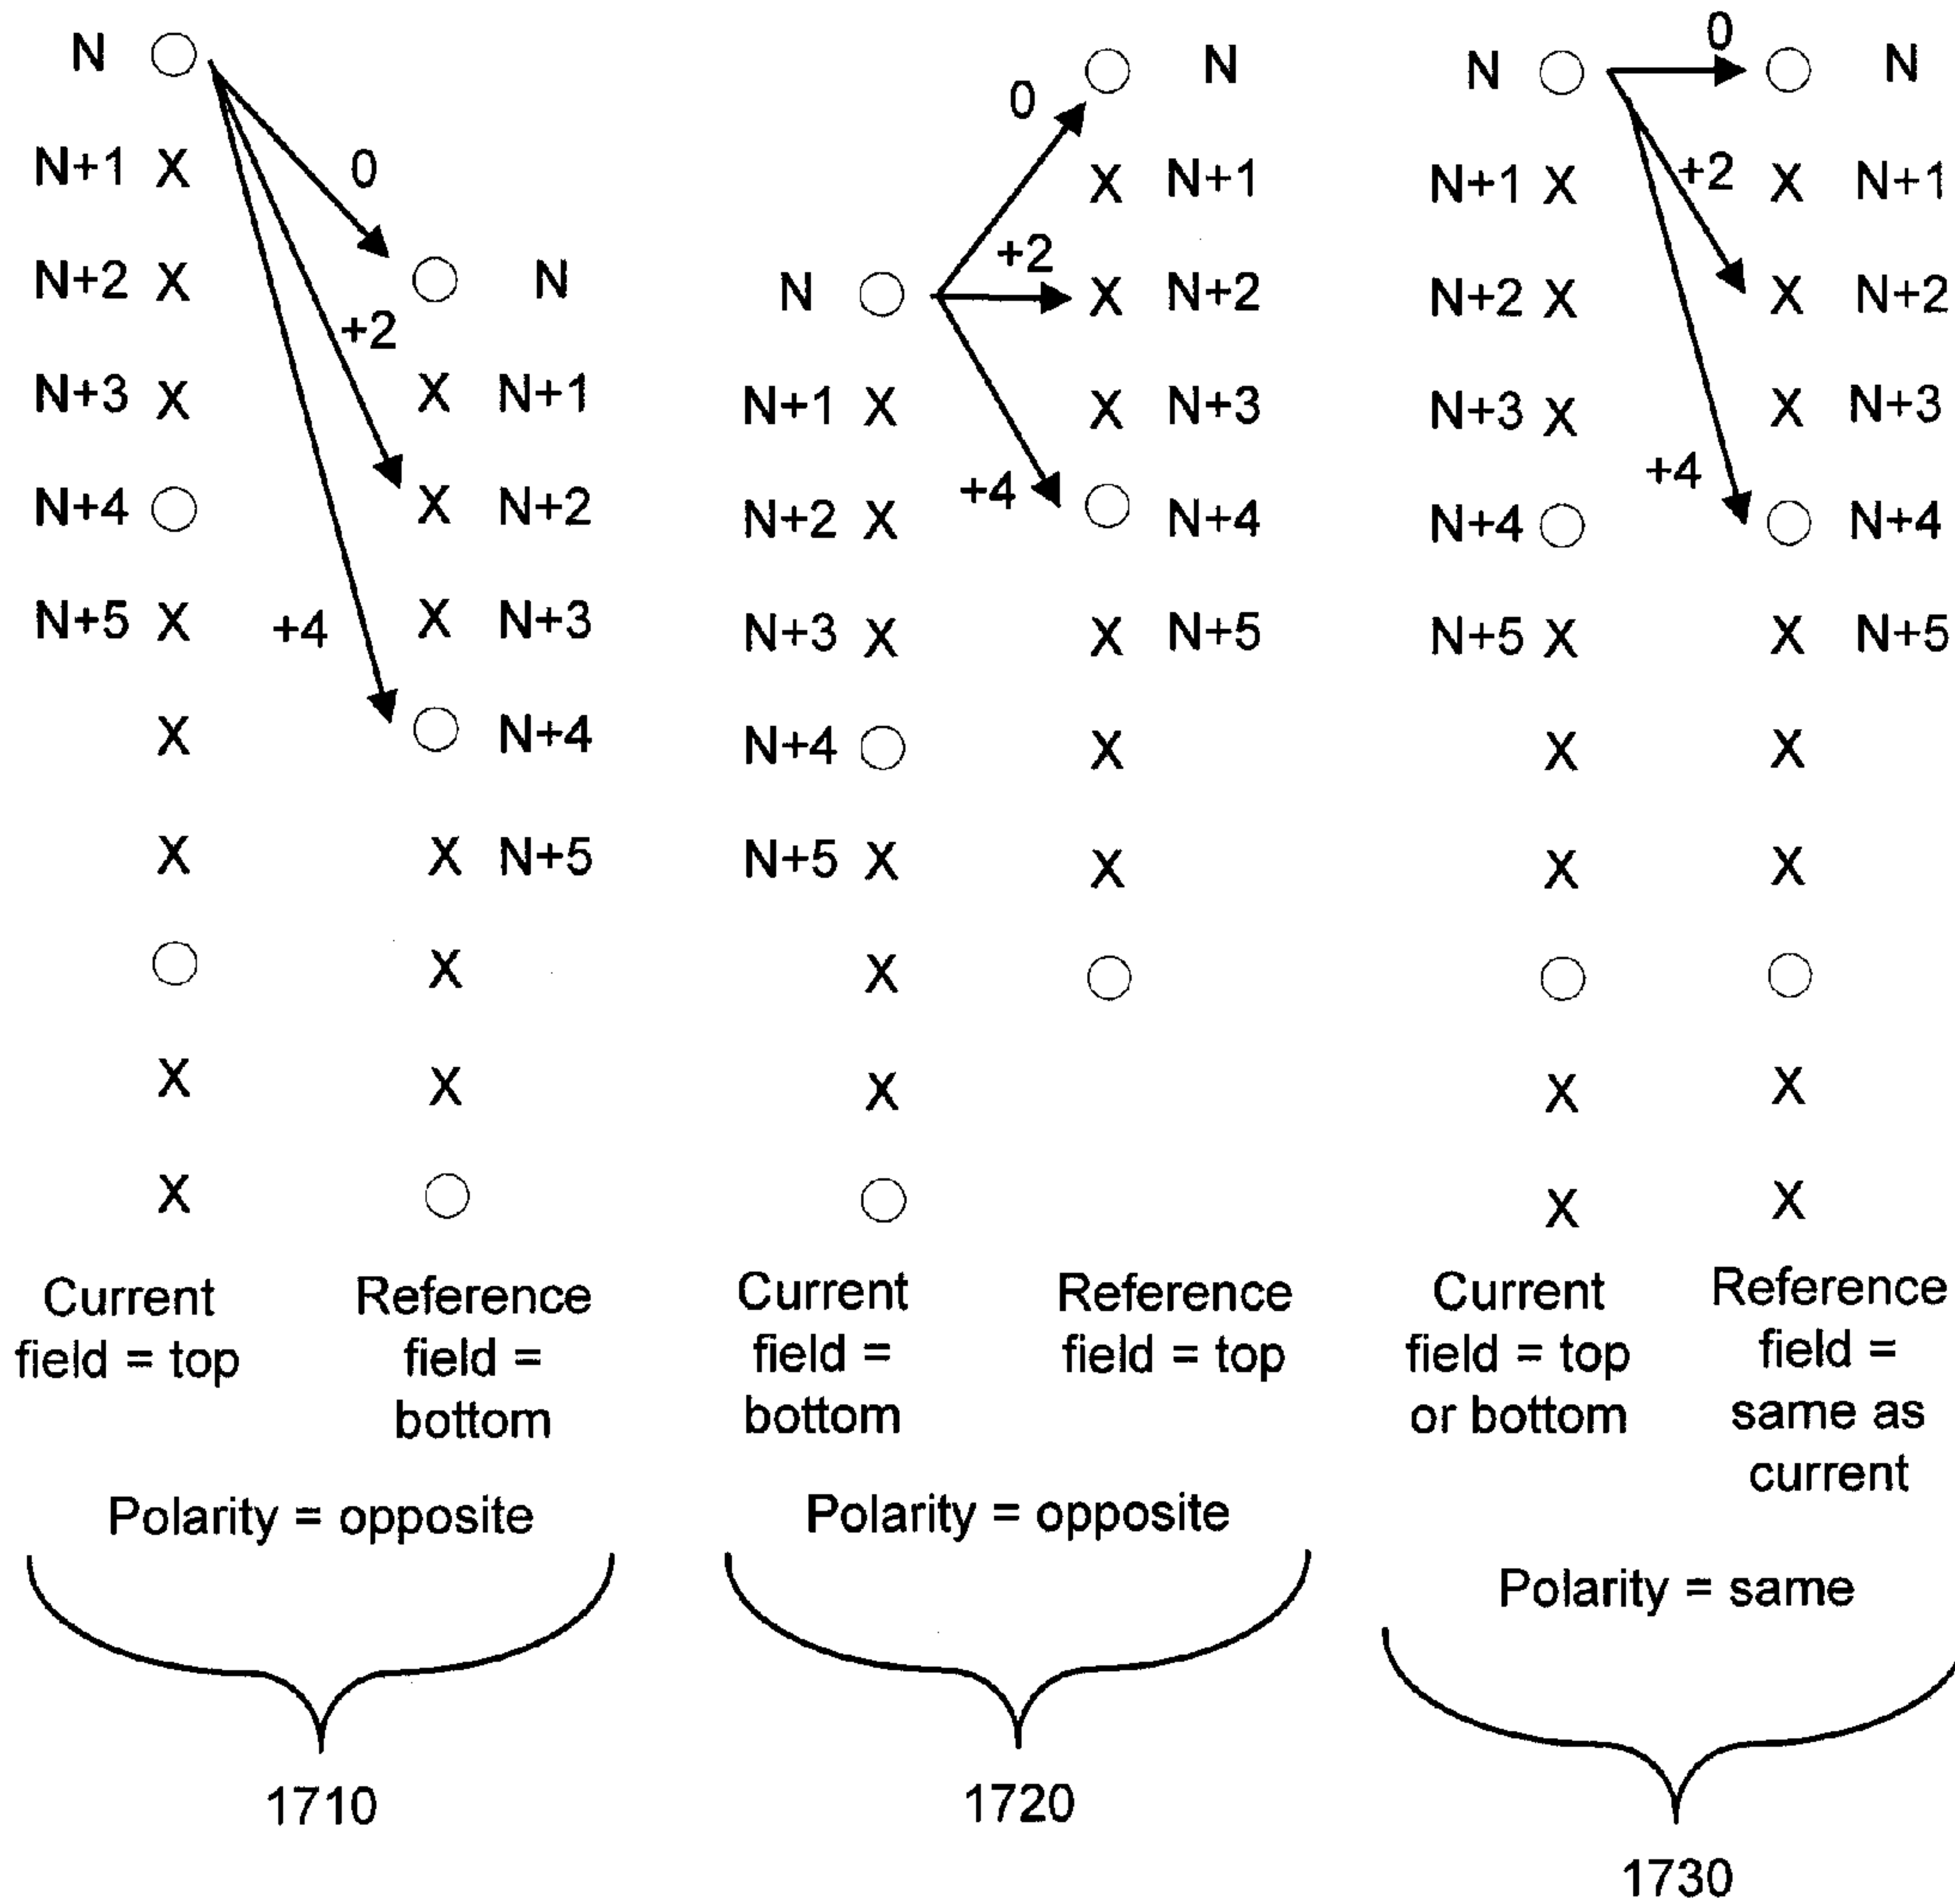 N
0
N
N+1 X
N+2 X
+2
N+3 X
X N+1
N+4
X N+2
N+5 X
+4
X N+3
X
N+4
X
X N+5
X
X
X
X
Current
field = top
Reference
field =
bottom
Polarity = opposite
1710
N
0
X N+1
+2
N
X N+2
N+1 X
X N+3
+4
N+2 X
N+4
N+3 X
X N+5
N+4
X
N+5 X
X
X
X
Current
field =
bottom
Reference
field = top
Polarity = opposite
1720
N
0
N
N+1 X
+2
X N+1
N+2 X
X N+2
N+3 X
X N+3
+4
N+4
N+4
N+5 X
X N+5
X
X
X
X
X
X
X
X
Current
field = top
or bottom
Reference
field =
same as
current
Polarity = same
1730